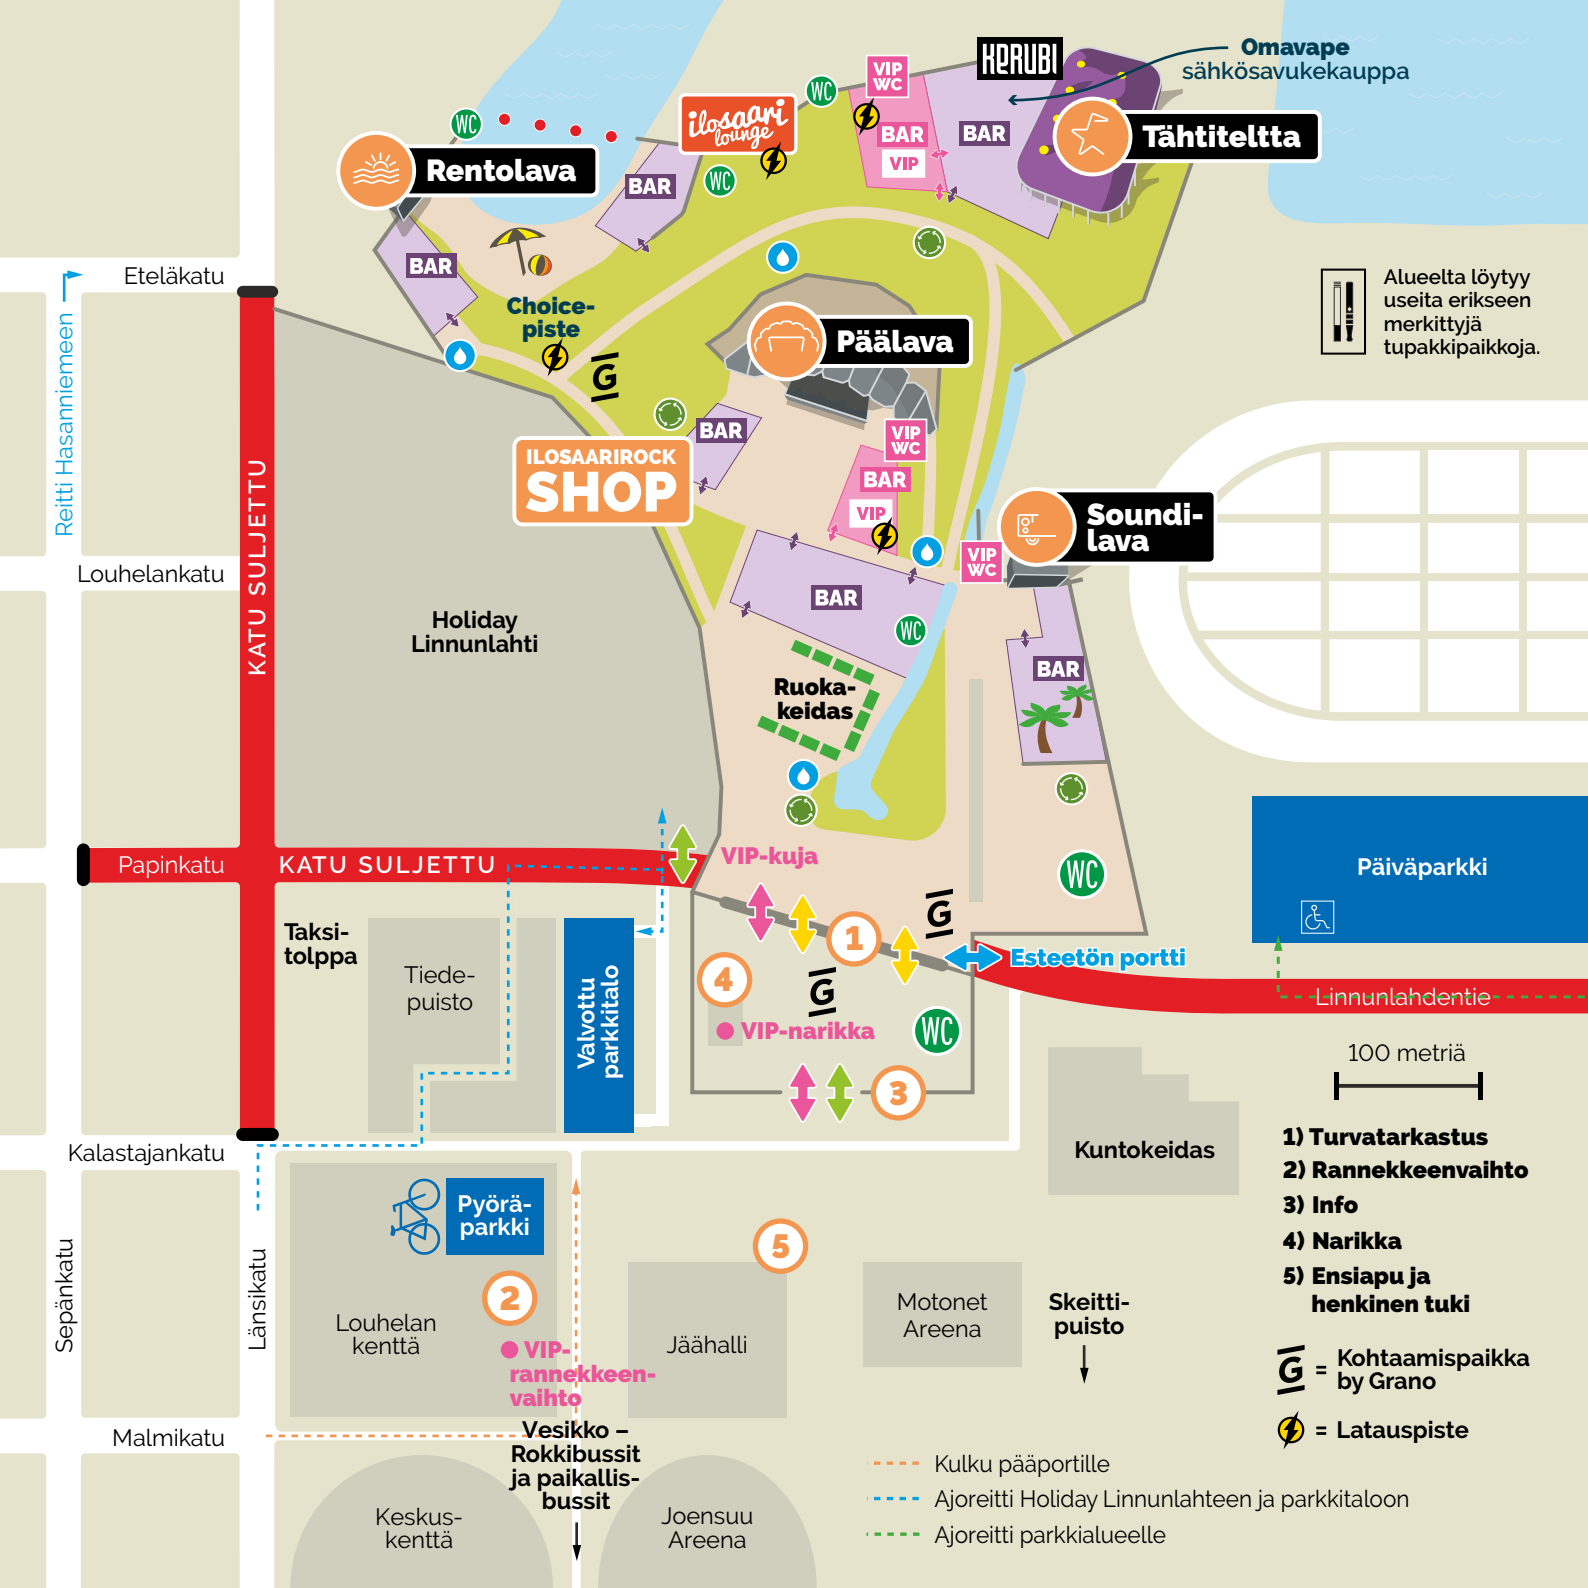 KERUBI
Omavape
sähkösavukekauppa
VIP
WC
WC
ilosaari
lounge
WC
BAR
VIP
BAR
Tähtiteltta
Rentolava
BAR
WC
BAR
Eteläkatu
Reitti Hasanniemeen
Choice-
piste
G
Päälava
Alueelta löytyy
useita erikseen
merkittyjä
tupakkipaikkoja.
BAR
VIP
WC
ILOSAARIROCK
SHOP
BAR
VIP
Soundi-
lava
VIP
WC
KATU SULJETTU
Louhelankatu
BAR
WC
Holiday
Linnunlahti
BAR
Ruoka-
keidas
Papinkatu
KATU SULJETTU
VIP-kuja
WC
Päiväparkki
G
1
Esteetön portti
Taksi-
tolppa
Tiede-
puisto
Valvottu
parkkitalo
4
G
VIP-narikka
WC
Linnunlahdentie
100 metriä
3
Kalastajankatu
Kuntokeidas
1) Turvatarkastus
2) Rannekkeenvaihto
3) Info
4) Narikka
5) Ensiapu ja
henkinen tuki
Pyörä-
parkki
5
2
Sepänkatu
Länsikatu
Louhelan
kenttä
VIP-
rannekkeen-
vaihto
Jäähalli
Motonet
Areena
Skeitti-
puisto
G = Kohtaamispaikka
by Grano
= Latauspiste
Malmikatu
Vesikko –
Rokkibussit
ja paikallis-
bussit
Keskus-
kenttä
Joensuu
Areena
Kulku pääportille
Ajoreitti Holiday Linnunlahteen ja parkkitaloon
Ajoreitti parkkialueelle